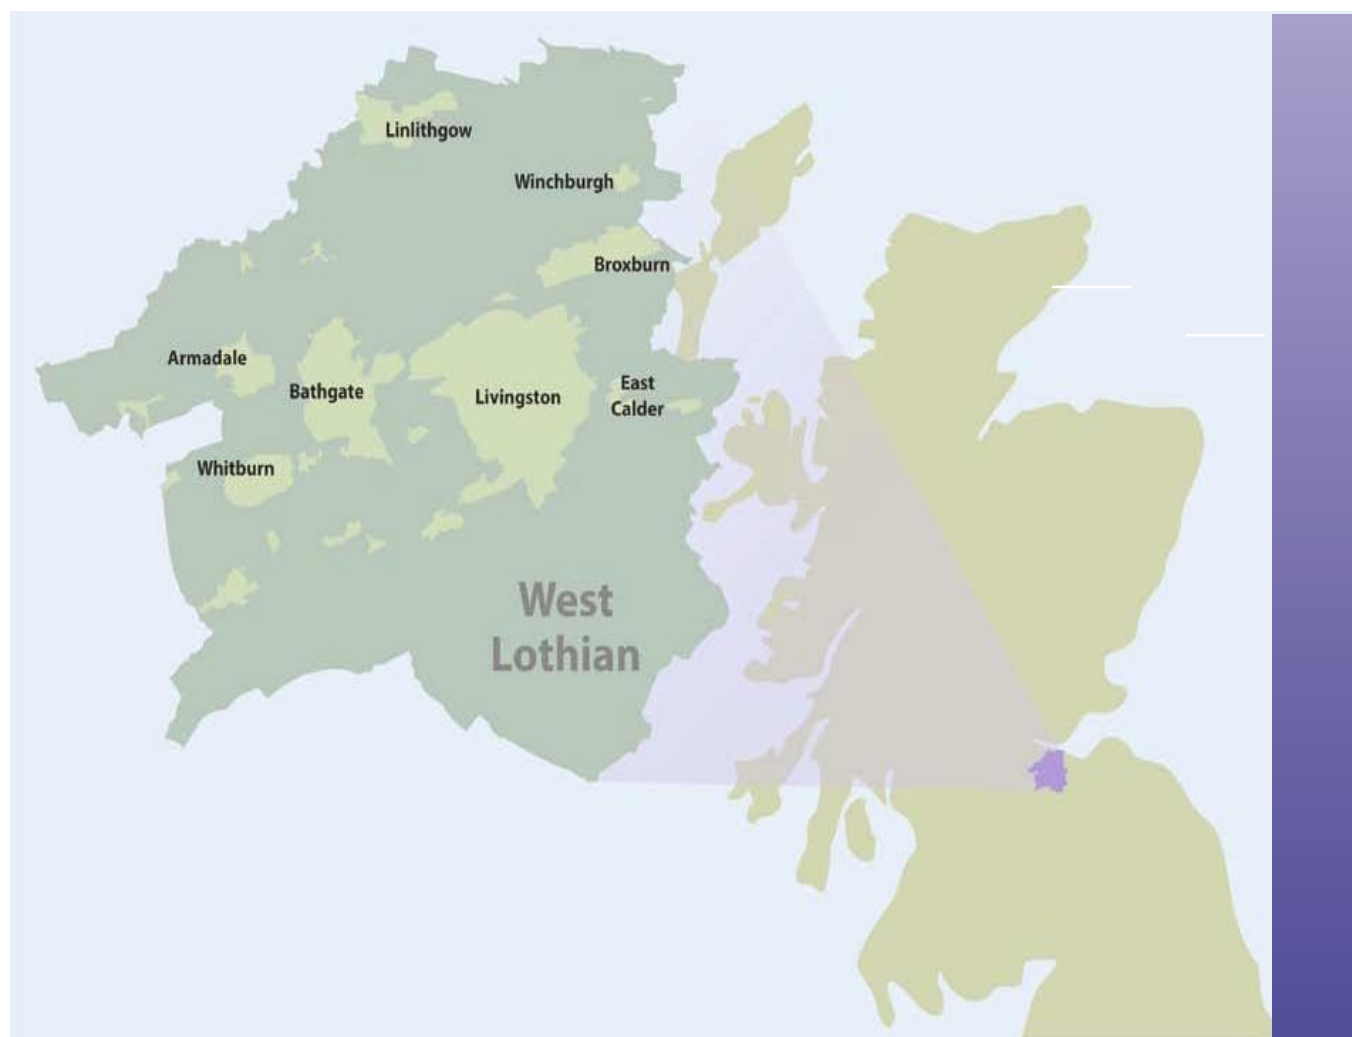 Linlithgow
Winchburgh
Broxburn
Armadale
Bathgate
Livingston
East
Calder
Whitburn
West
Lothian